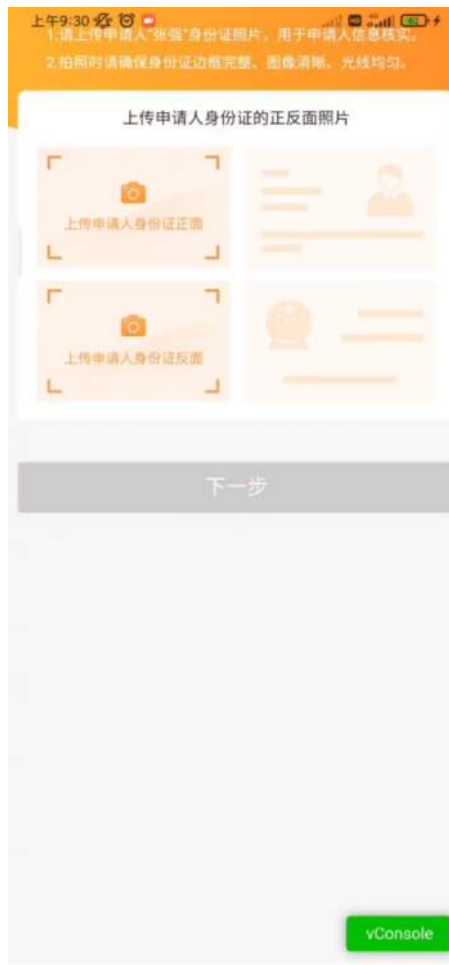 上午9:30
1.请上传申请人"张强"身份证照片，用于申请人信息核实。
2.拍照时请确保身份证边框完整、图像清晰、光线均匀。
上传申请人身份证的正反面照片
上传申请人身份证正面
上传申请人身份证反面
下一步
vConsole